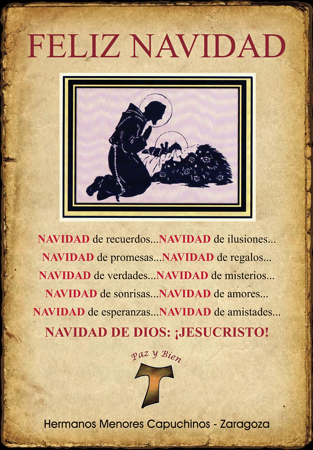 FELIZ NAVIDAD
NAVIDAD de recuerdos...NAVIDAD de ilusiones...
NAVIDAD de promesas...NAVIDAD de regalos...
NAVIDAD de verdades...NAVIDAD de misterios...
NAVIDAD de sonrisas...NAVIDAD de amores...
NAVIDAD de esperanzas...NAVIDAD de amistades...
NAVIDAD DE DIOS: ¡JESUCRISTO!
Paz y Bien
Hermanos Menores Capuchinos - Zaragoza